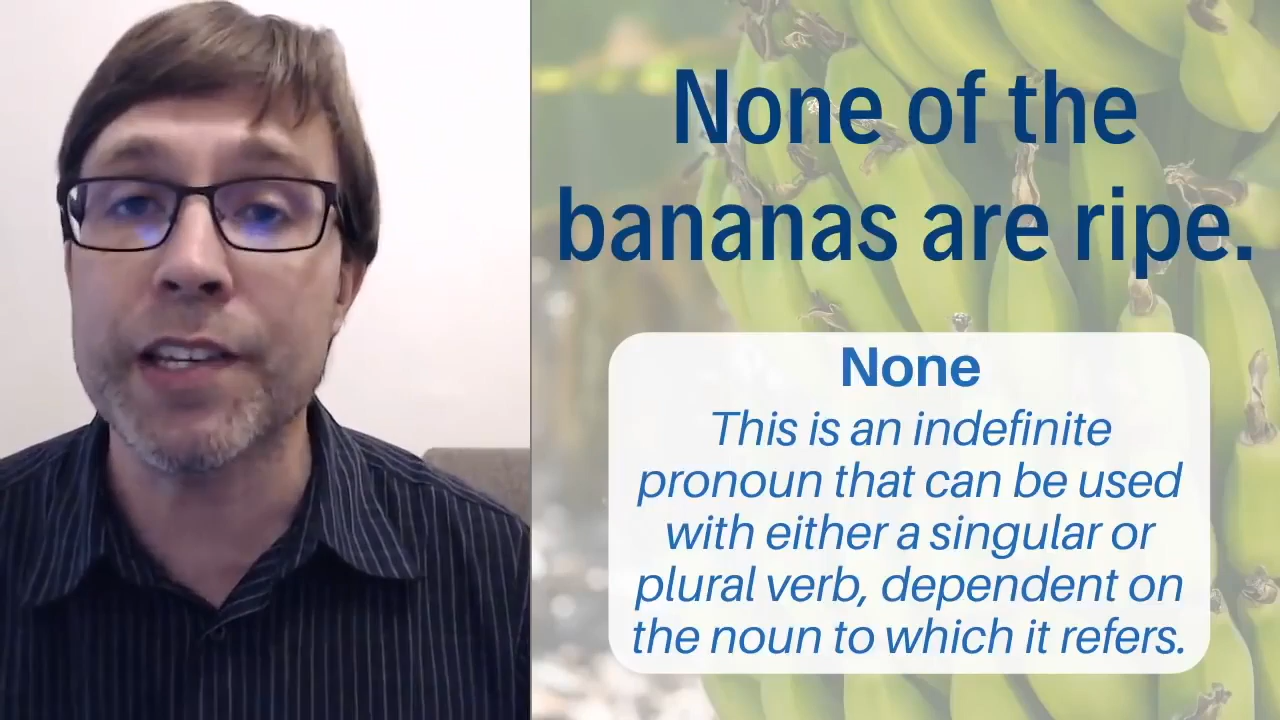 None of the
bananas are ripe.
None
This is an indefinite
pronoun that can be used
with either a singular or
plural verb, dependent on
the noun to which it refers.